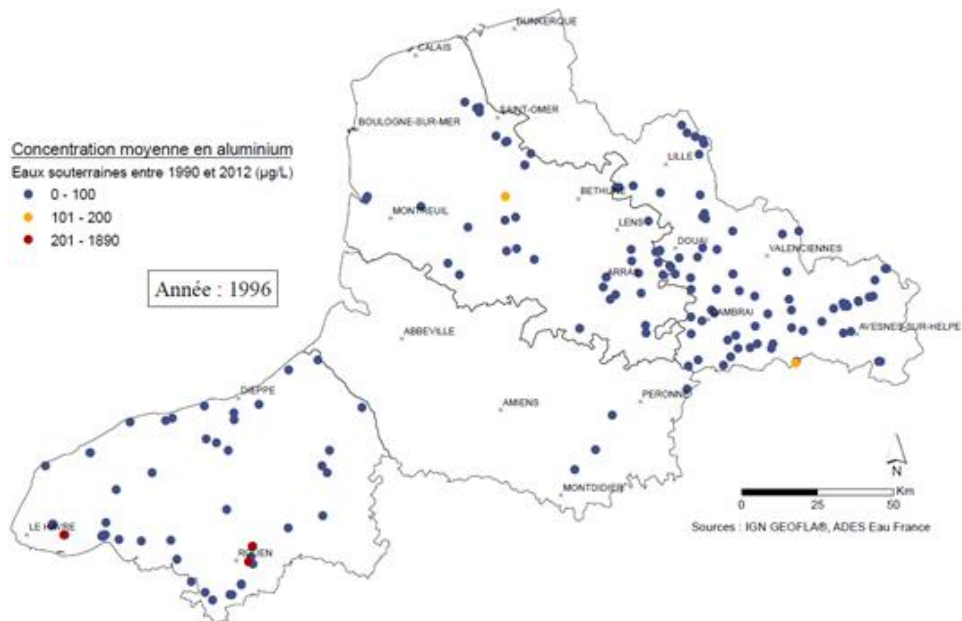 DUNKERQUE
CALAIS
SAINT-OMER
BOULOGNE-SUR-MER
Concentration moyenne en aluminium
Eaux souterraines entre 1990 et 2012 (µg/L)
0 - 100
101 - 200
201 - 1890
LILLE
BETHUNE
MONTREUIL
LENS
DOUAI
VALENCIENNES
Année : 1996
ARRAS
CAMBRAI
ABBEVILLE
AVESNES-SUR-HELPE
DIEPPE
AMIENS
PERONNE
N
MONTDIDIER
0 25 50 Km
Sources : IGN GEOFLA®, ADES Eau France
LE HAVRE
ROUEN